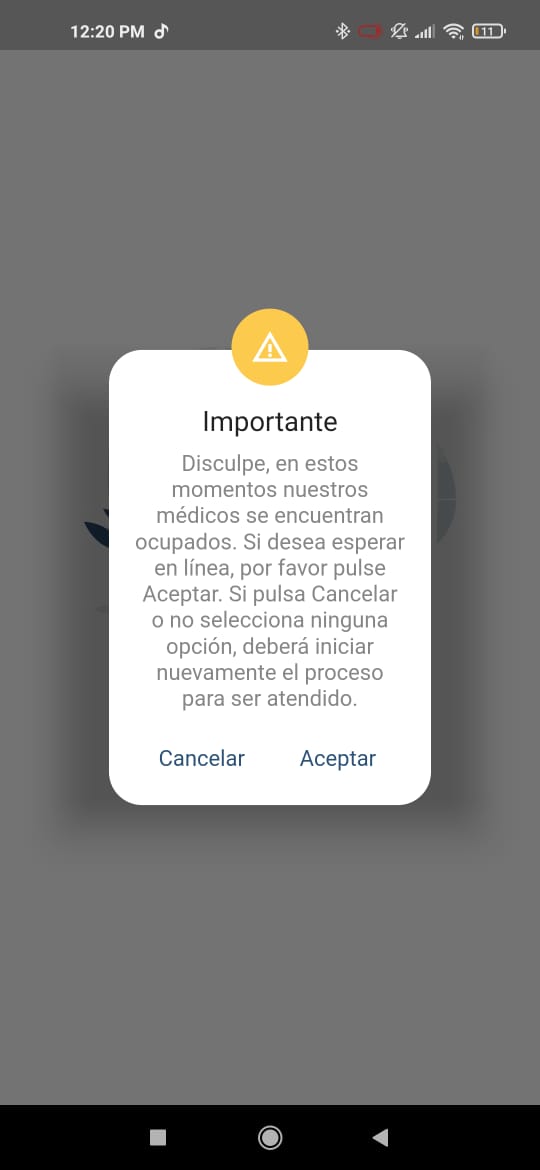 12:20 PM
11
Importante
Disculpe, en estos
momentos nuestros
médicos se encuentran
ocupados. Si desea esperar
en línea, por favor pulse
Aceptar. Si pulsa Cancelar
o no selecciona ninguna
opción, deberá iniciar
nuevamente el proceso
para ser atendido.
Cancelar Aceptar